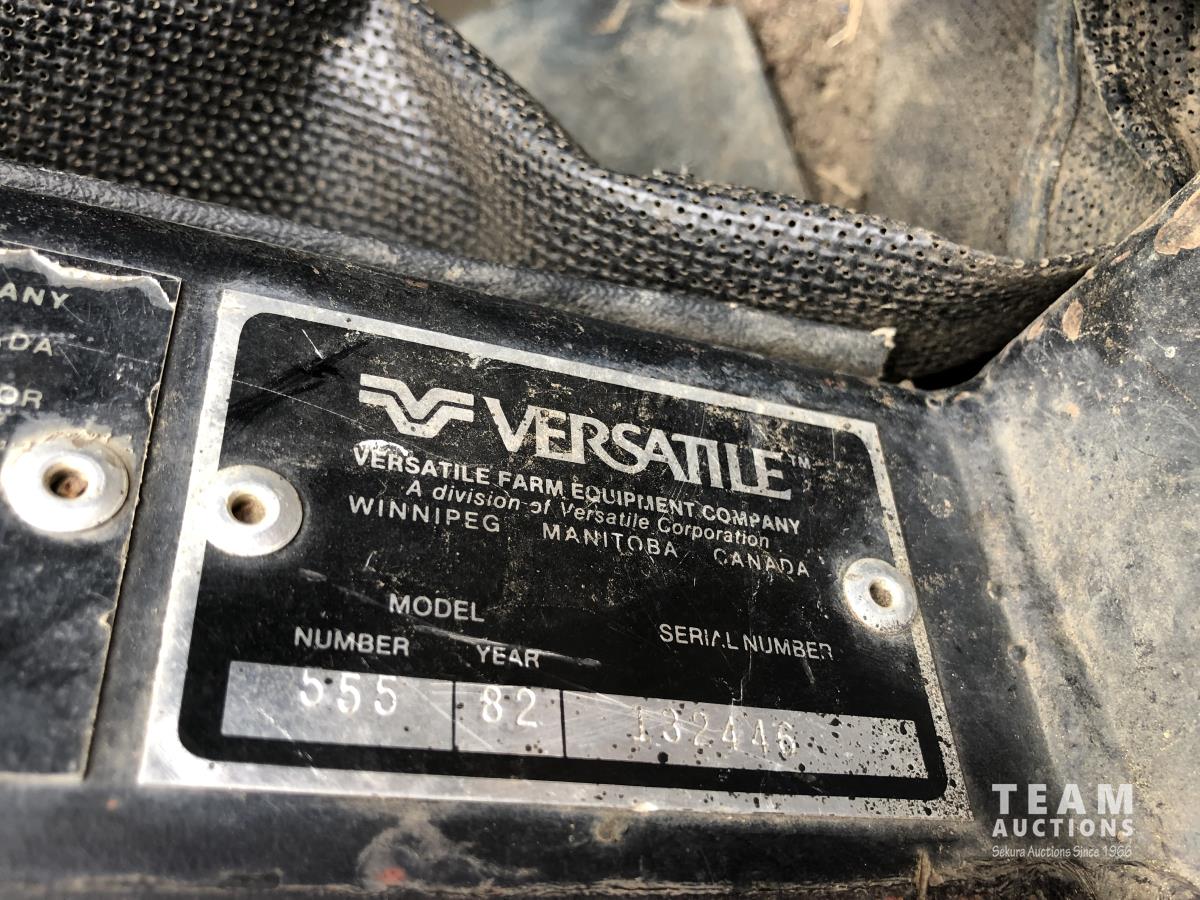 ANY
DA
OR
VERSATILE™
VERSATILE FARM EQUIPMENT COMPANY
A division of Versatile Corporation
WINNIPEG MANITOBA CANADA
MODEL
NUMBER YEAR SERIAL NUMBER
555 82 132446
TEAM
AUCTIONS
Sekura Auctions Since 1966